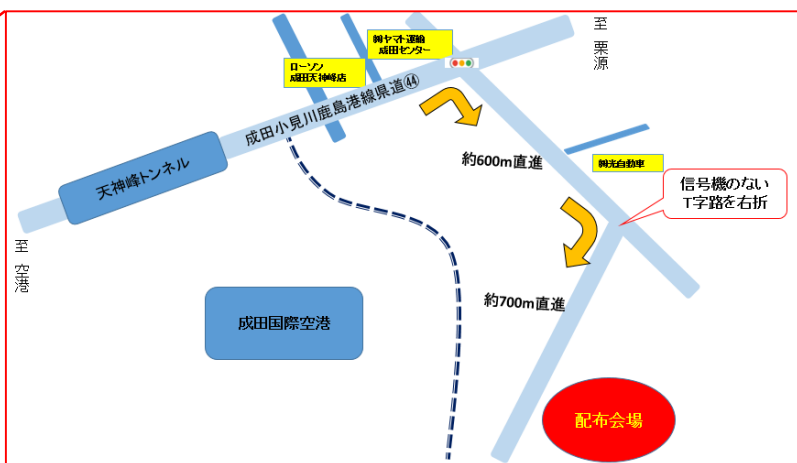 至 栗源
㈱ヤマト運輸
成田センター
ローソン
成田天神峰店
成田小見川鹿島港線県道㊹
天神峰トンネル
約600m直進
㈱光自動車
信号機のない
T字路を右折
至 空港
成田国際空港
約700m直進
配布会場